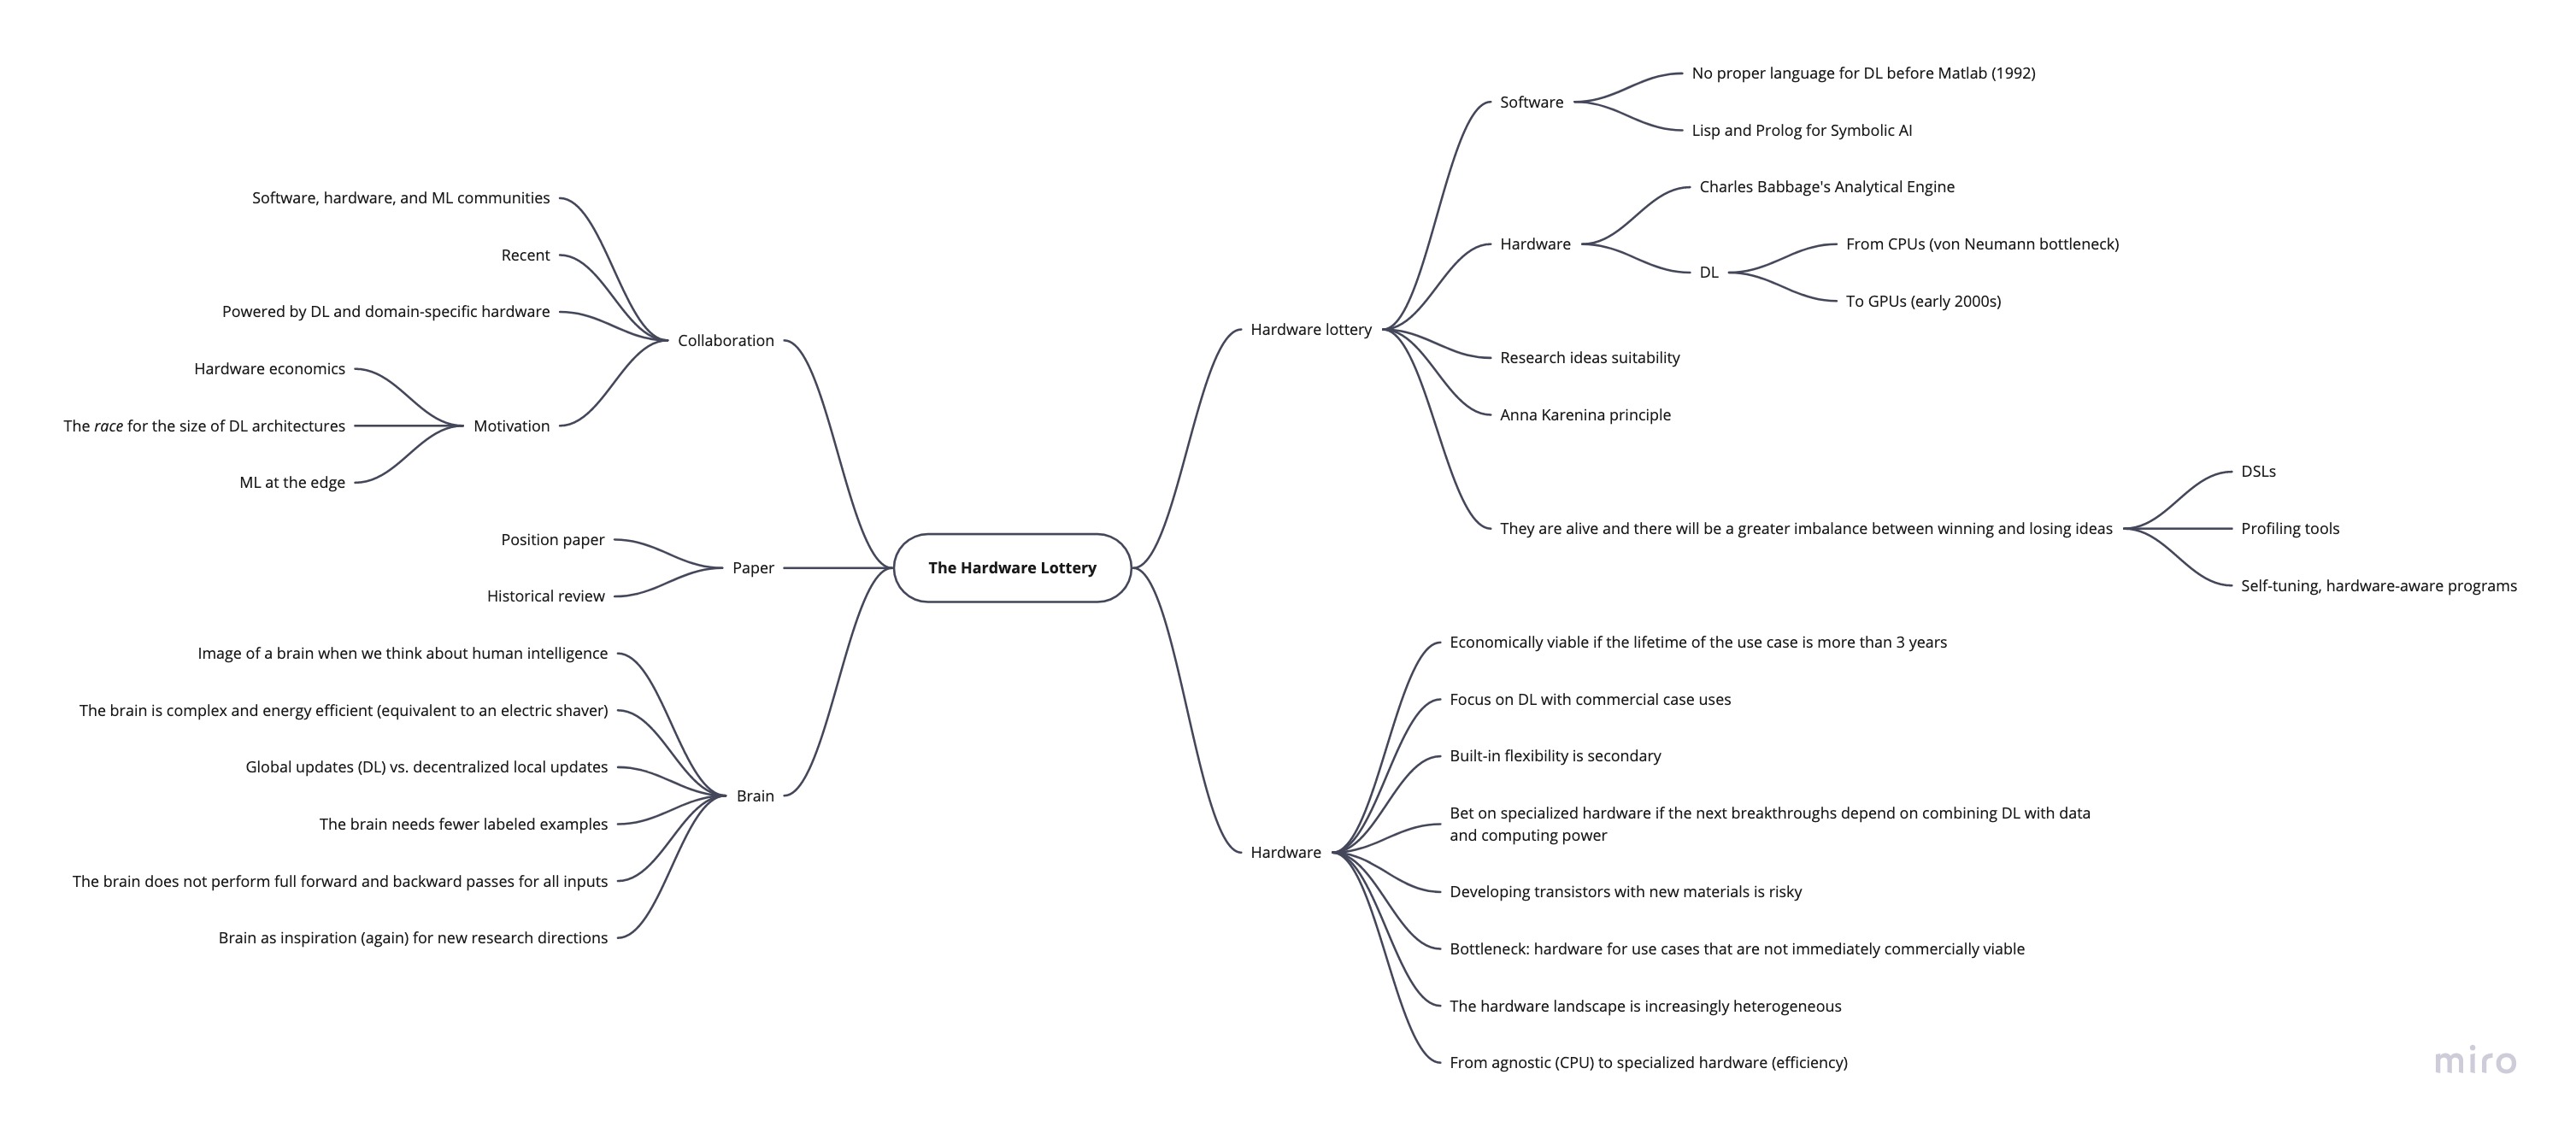 The Hardware Lottery
Collaboration
Software, hardware, and ML communities
Recent
Powered by DL and domain-specific hardware
Motivation
Hardware economics
The race for the size of DL architectures
ML at the edge
Paper
Position paper
Historical review
Brain
Image of a brain when we think about human intelligence
The brain is complex and energy efficient (equivalent to an electric shaver)
Global updates (DL) vs. decentralized local updates
The brain needs fewer labeled examples
The brain does not perform full forward and backward passes for all inputs
Brain as inspiration (again) for new research directions
Hardware lottery
Software
No proper language for DL before Matlab (1992)
Lisp and Prolog for Symbolic AI
Hardware
Charles Babbage's Analytical Engine
DL
From CPUs (von Neumann bottleneck)
To GPUs (early 2000s)
Research ideas suitability
Anna Karenina principle
They are alive and there will be a greater imbalance between winning and losing ideas
DSLs
Profiling tools
Self-tuning, hardware-aware programs
Hardware
Economically viable if the lifetime of the use case is more than 3 years
Focus on DL with commercial case uses
Built-in flexibility is secondary
Bet on specialized hardware if the next breakthroughs depend on combining DL with data
and computing power
Developing transistors with new materials is risky
Bottleneck: hardware for use cases that are not immediately commercially viable
The hardware landscape is increasingly heterogeneous
From agnostic (CPU) to specialized hardware (efficiency)
miro